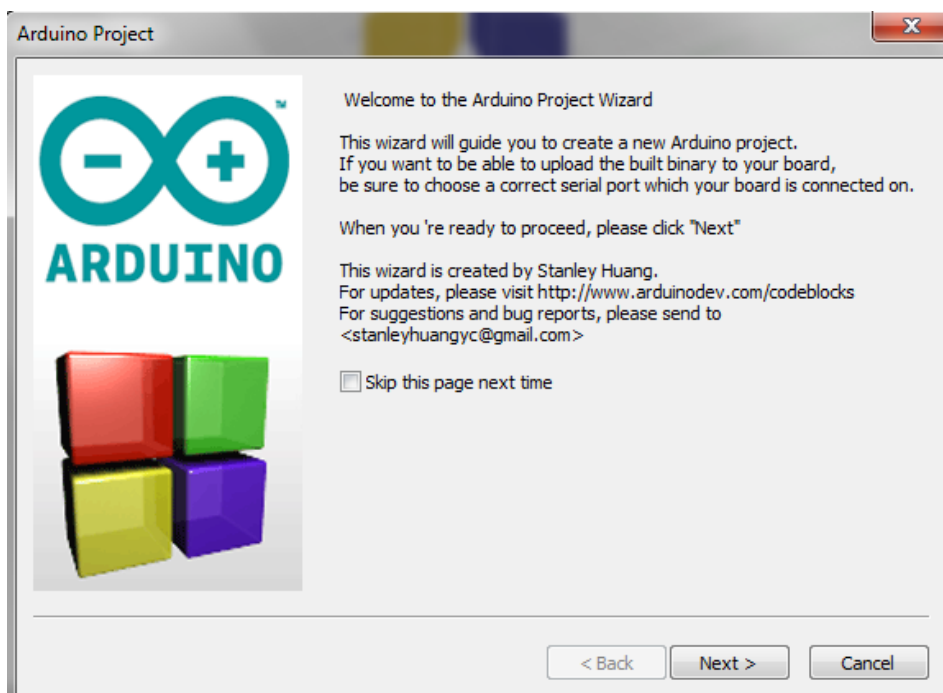 Arduino Project
ARDUINO
TM
Welcome to the Arduino Project Wizard
This wizard will guide you to create a new Arduino project.
If you want to be able to upload the built binary to your board,
be sure to choose a correct serial port which your board is connected on.
When you 're ready to proceed, please click "Next"
This wizard is created by Stanley Huang.
For updates, please visit http://www.arduinodev.com/codeblocks
For suggestions and bug reports, please send to
<stanleyhuangyc@gmail.com>
Skip this page next time
< Back
Next >
Cancel